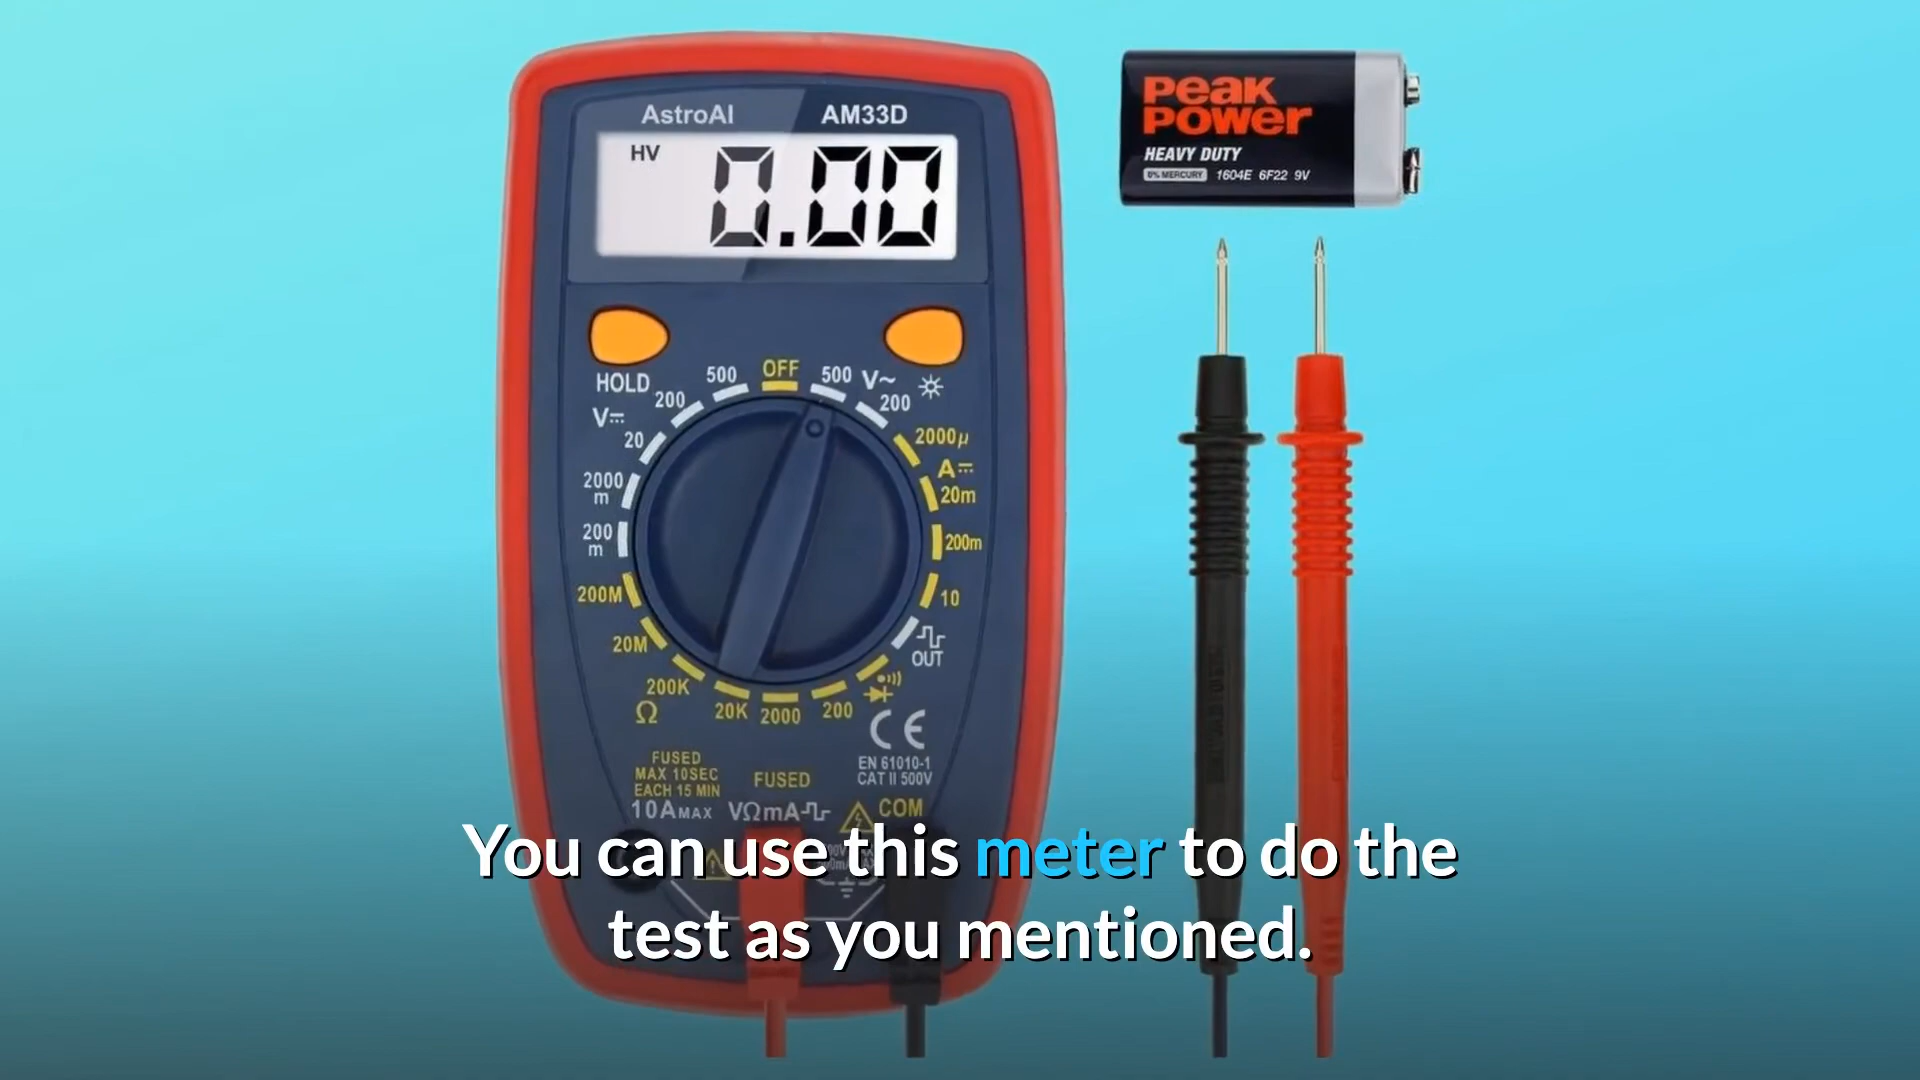 AstroAI AM33D
HV 0.00
HOLD
500 OFF 500 V~
200 200
V⎓
20
2000μ
A⎓
2000
m
20m
200
m
200m
200M
10
20M
OUT
200K
Ω
20K 2000 200
CE
EN 61010-1
CAT II 500V
FUSED
MAX 10SEC
EACH 15 MIN
10AMAX
FUSED
VΩmA
COM
Peak
Power
HEAVY DUTY
0% MERCURY 1604E 6F22 9V
You can use this meter to do the
test as you mentioned.